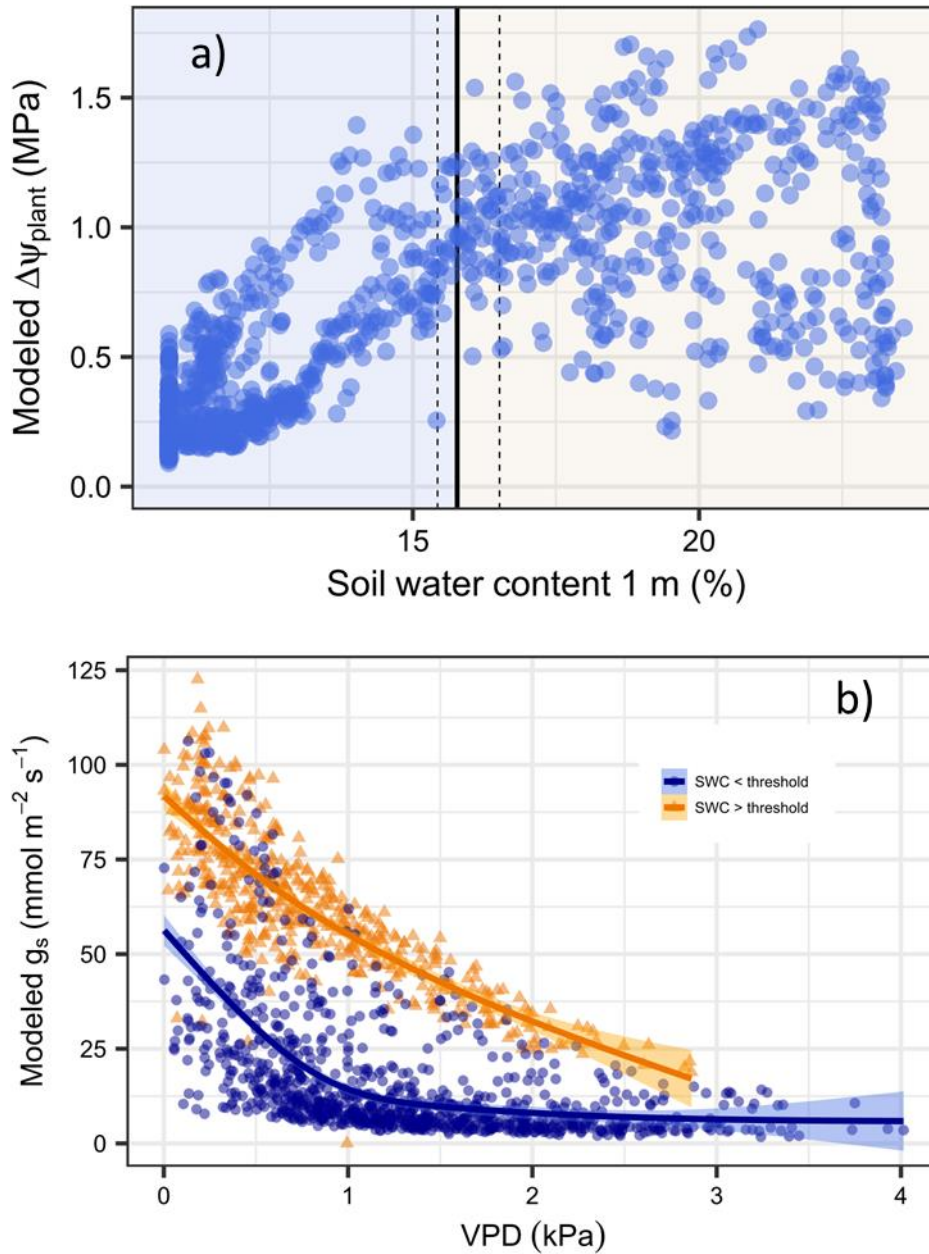 a)
Modeled Δψplant (MPa)
1.5
1.0
0.5
0.0
15
20
Soil water content 1 m (%)
b)
Modeled gs (mmol m−2 s−1)
125
100
75
50
25
0
SWC < threshold
SWC > threshold
0
1
2
3
4
VPD (kPa)